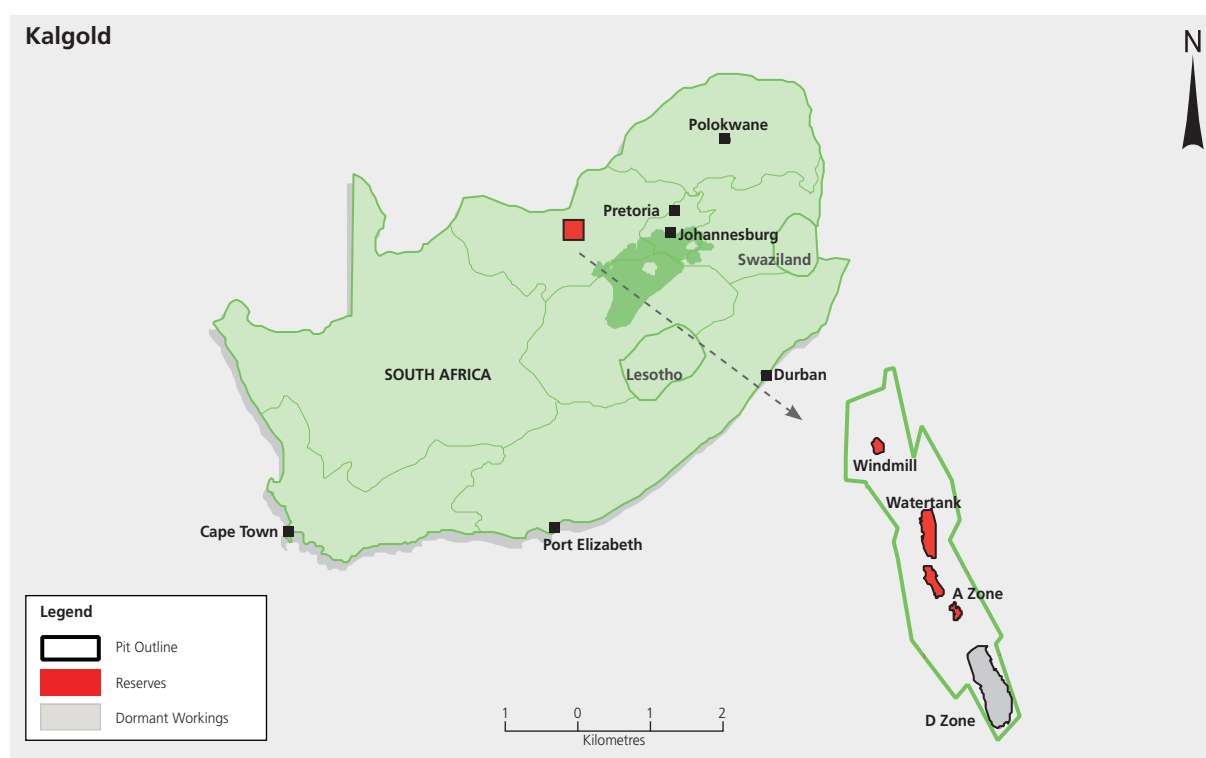 Kalgold
N
Polokwane
Pretoria
Johannesburg
Swaziland
SOUTH AFRICA
Lesotho
Durban
Windmill
Watertank
Cape Town
Port Elizabeth
A Zone
D Zone
Legend
Pit Outline
Reserves
Dormant Workings
1 0 1 2
Kilometres